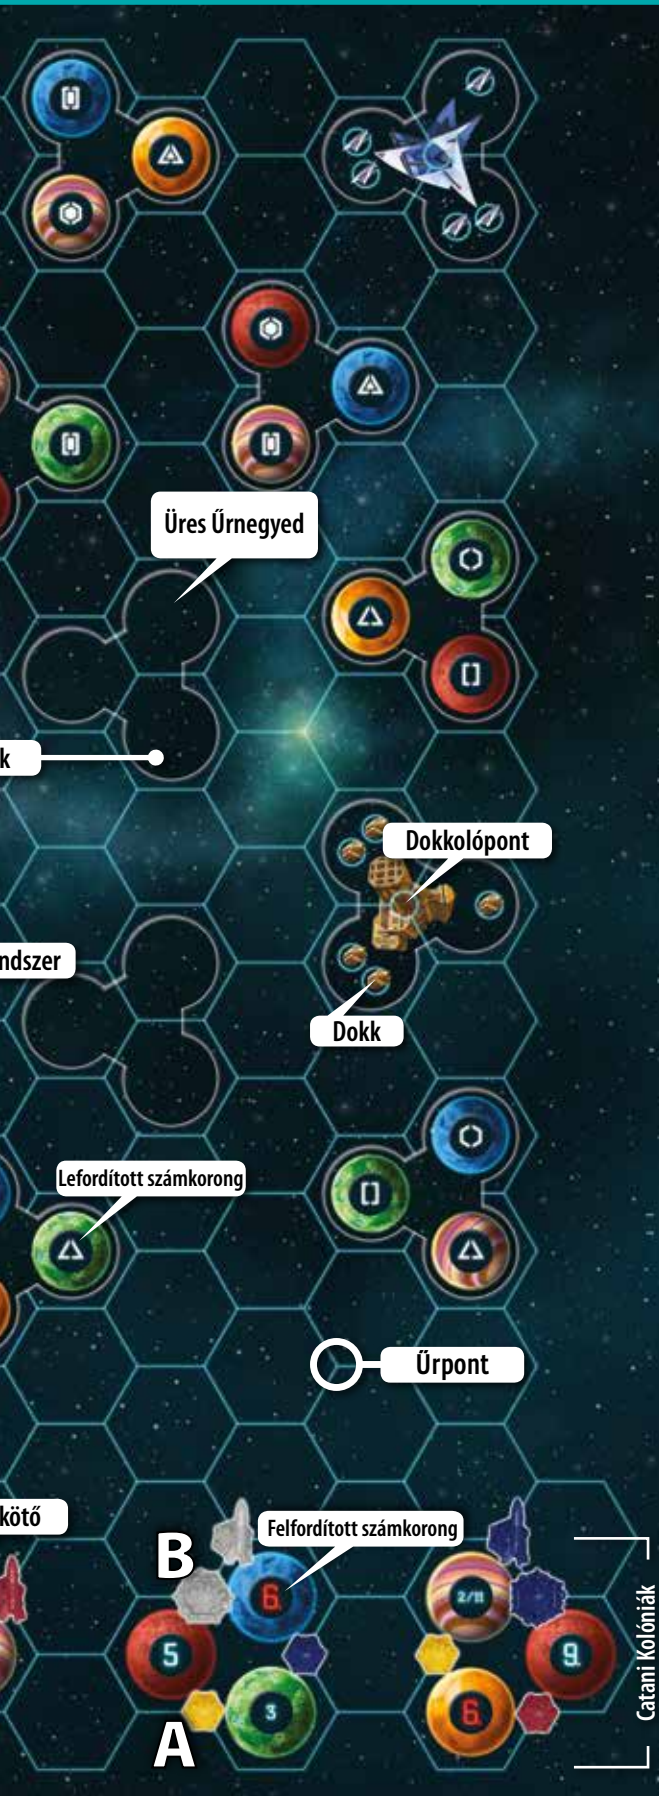 Üres Űrnegyed
k
Dokkolópont
ndszer
Dokk
Lefordított számkorong
Űrpont
kötő
B
Felfordított számkorong
6.
2/11
5
9.
3
6.
A
Catani Kolóniák